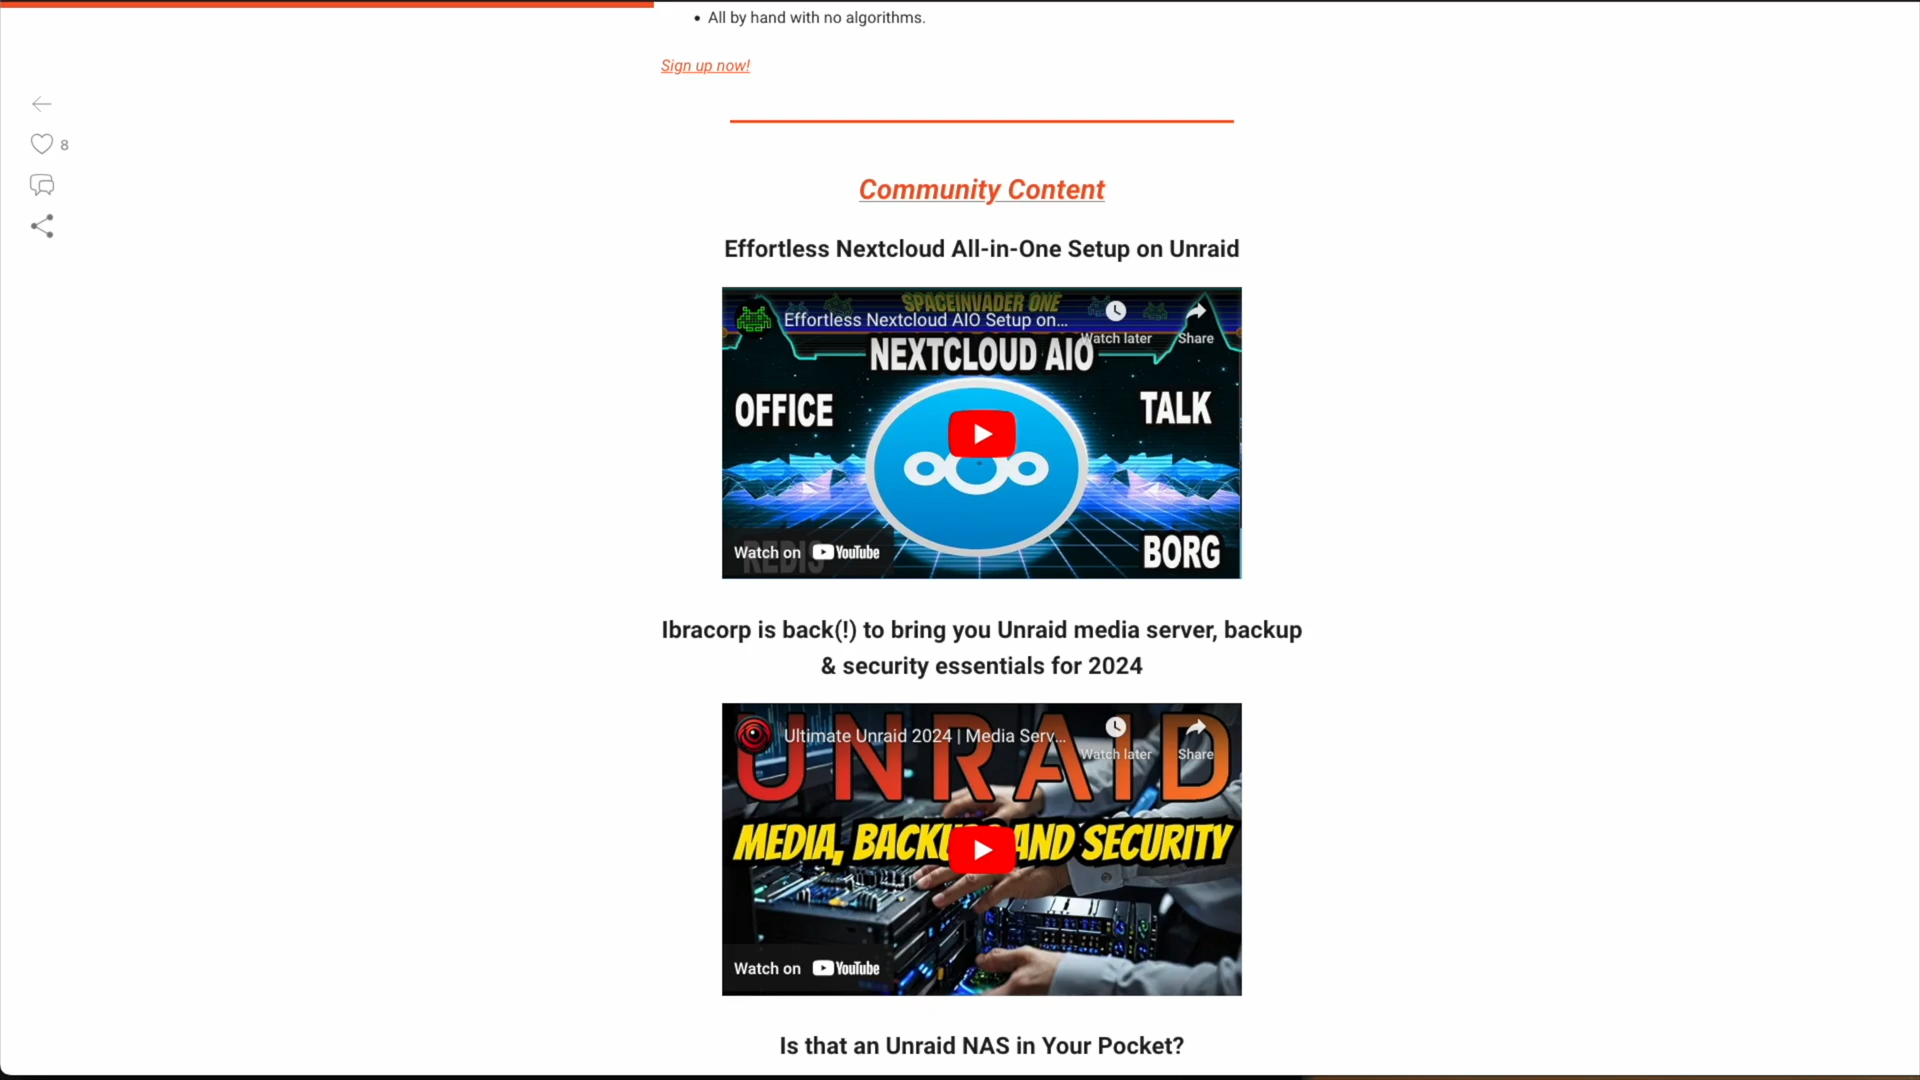 • All by hand with no algorithms.
Sign up now!
8
Community Content
Effortless Nextcloud All-in-One Setup on Unraid
SPACEINVADER ONE
Effortless Nextcloud AIO Setup on...
Watch later
Share
NEXTCLOUD AIO
OFFICE
TALK
Watch on YouTube
REDIS
BORG
Ibracorp is back(!) to bring you Unraid media server, backup
& security essentials for 2024
UNRAID
Ultimate Unraid 2024 | Media Serv...
Watch later
Share
MEDIA, BACKUP AND SECURITY
Watch on YouTube
Is that an Unraid NAS in Your Pocket?